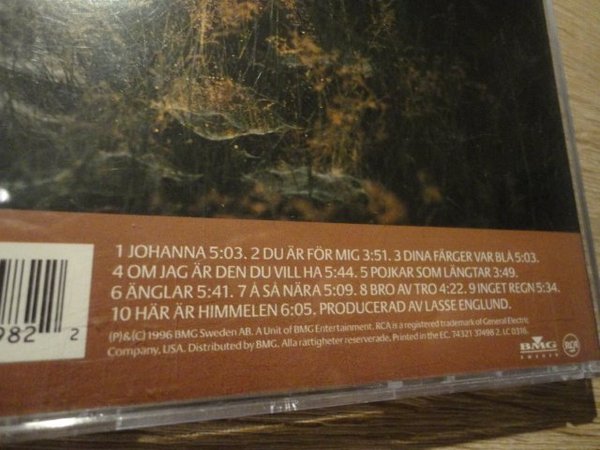 1 JOHANNA 5:03. 2 DU ÄR FÖR MIG 3:51. 3 DINA FÄRGER VAR BLÅ 5:03.
4 OM JAG ÄR DEN DU VILL HA 5:44. 5 POJKAR SOM LÄNGTAR 3:49.
6 ÄNGLAR 5:41. 7 Å SÅ NÄRA 5:09. 8 BRO AV TRO 4:22. 9 INGET REGN 5:34.
10 HÄR ÄR HIMMELEN 6:05. PRODUCERAD AV LASSE ENGLUND.
(P)&(C) 1996 BMG Sweden AB. A Unit of BMG Entertainment. RCA is a registered trademark of General Electric
Company, USA. Distributed by BMG. Alla rättigheter reserverade. Printed in the EC. 74321 37498 2. LC 0316.
982 2
BMG
SWEDEN
RCA